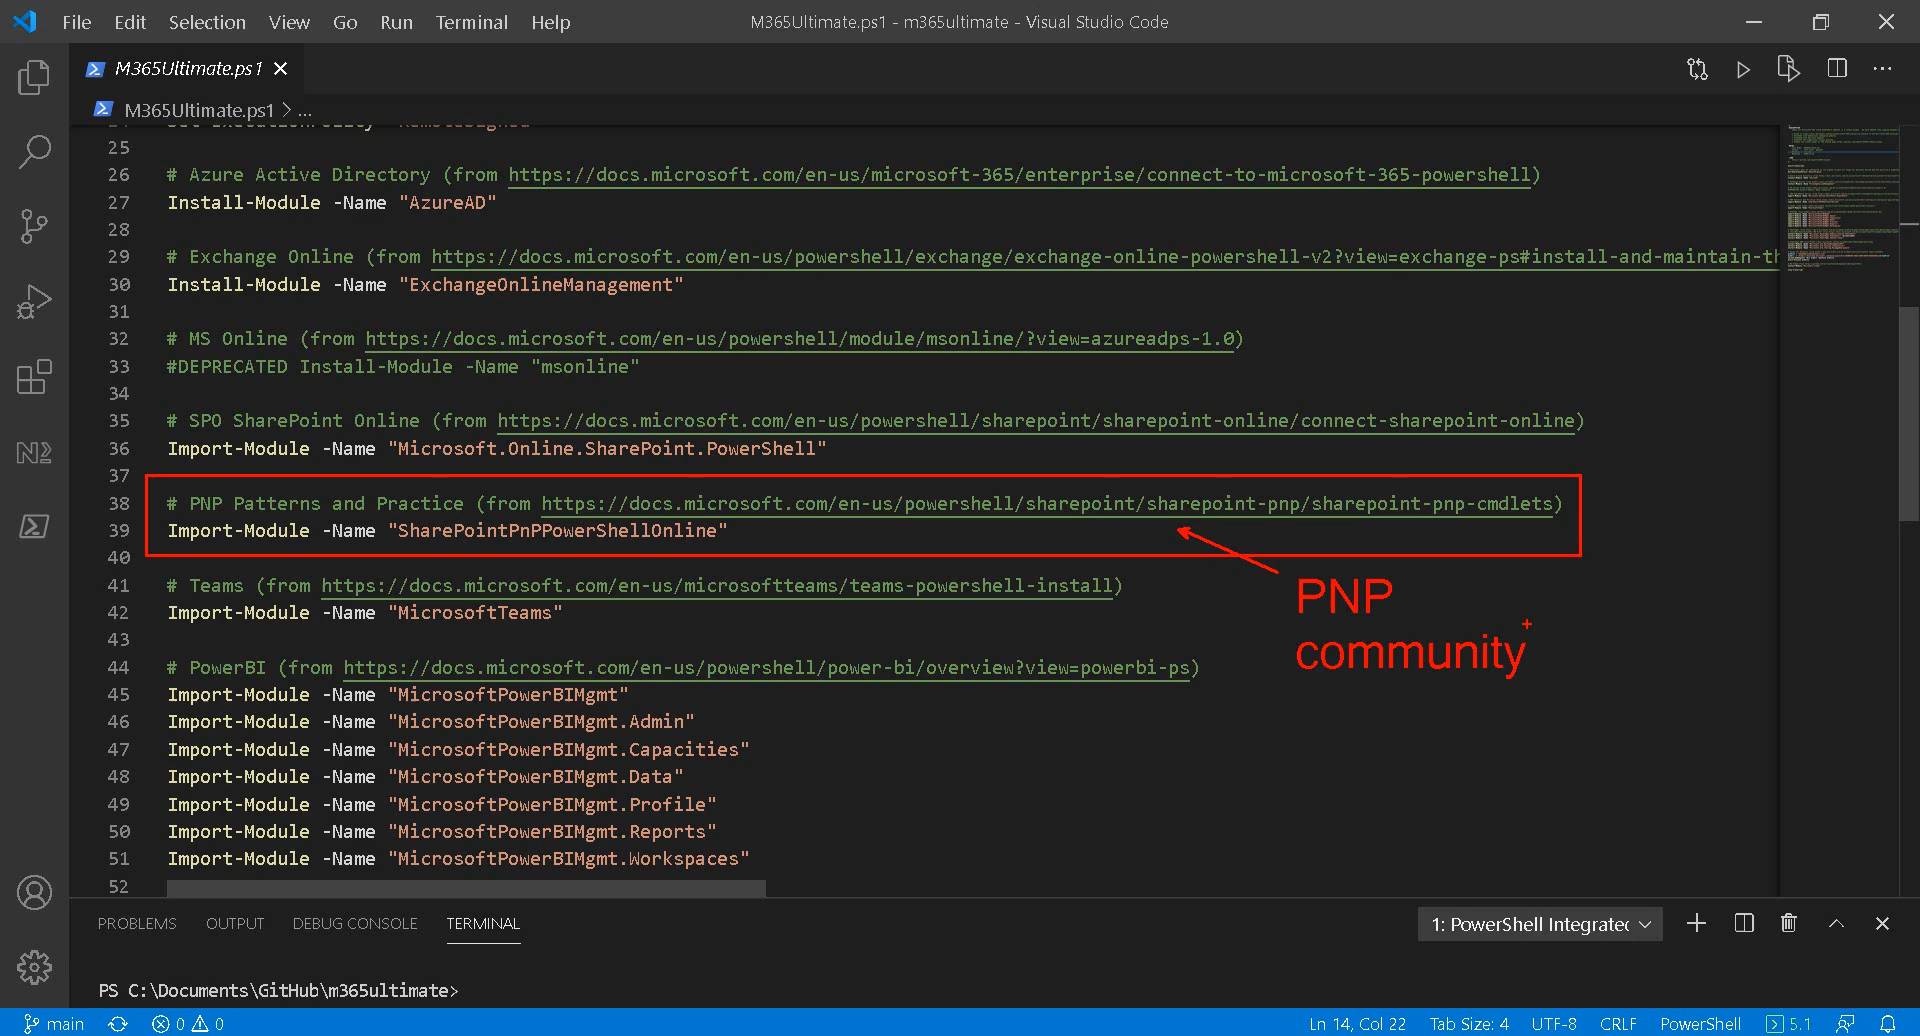 File Edit Selection View Go Run Terminal Help M365Ultimate.ps1 - m365ultimate - Visual Studio Code
M365Ultimate.ps1
M365Ultimate.ps1 > ...
25
26 # Azure Active Directory (from https://docs.microsoft.com/en-us/microsoft-365/enterprise/connect-to-microsoft-365-powershell)
27 Install-Module -Name "AzureAD"
28
29 # Exchange Online (from https://docs.microsoft.com/en-us/powershell/exchange/exchange-online-powershell-v2?view=exchange-ps#install-and-maintain-th
30 Install-Module -Name "ExchangeOnlineManagement"
31
32 # MS Online (from https://docs.microsoft.com/en-us/powershell/module/msonline/?view=azureadps-1.0)
33 #DEPRECATED Install-Module -Name "msonline"
34
35 # SPO SharePoint Online (from https://docs.microsoft.com/en-us/powershell/sharepoint/sharepoint-online/connect-sharepoint-online)
36 Import-Module -Name "Microsoft.Online.SharePoint.PowerShell"
37
38 # PNP Patterns and Practice (from https://docs.microsoft.com/en-us/powershell/sharepoint/sharepoint-pnp/sharepoint-pnp-cmdlets)
39 Import-Module -Name "SharePointPnPPowerShellOnline"
40
41 # Teams (from https://docs.microsoft.com/en-us/microsoftteams/teams-powershell-install)
42 Import-Module -Name "MicrosoftTeams"
43
PNP
community
44 # PowerBI (from https://docs.microsoft.com/en-us/powershell/power-bi/overview?view=powerbi-ps)
45 Import-Module -Name "MicrosoftPowerBIMgmt"
46 Import-Module -Name "MicrosoftPowerBIMgmt.Admin"
47 Import-Module -Name "MicrosoftPowerBIMgmt.Capacities"
48 Import-Module -Name "MicrosoftPowerBIMgmt.Data"
49 Import-Module -Name "MicrosoftPowerBIMgmt.Profile"
50 Import-Module -Name "MicrosoftPowerBIMgmt.Reports"
51 Import-Module -Name "MicrosoftPowerBIMgmt.Workspaces"
52
PROBLEMS OUTPUT DEBUG CONSOLE TERMINAL 1: PowerShell Integrated
PS C:\Documents\GitHub\m365ultimate>
main 0 0 Ln 14, Col 22 Tab Size: 4 UTF-8 CRLF PowerShell 5.1